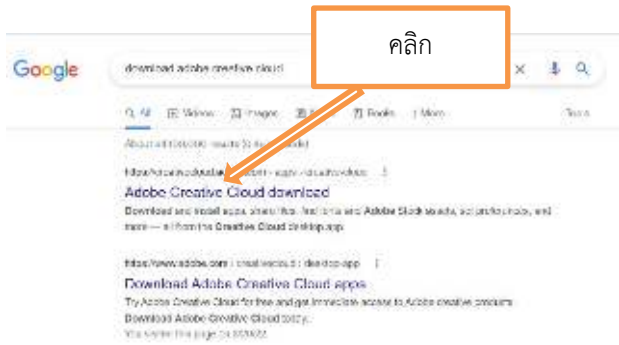 คลิก
Google
download adobe creative cloud
All Videos Images Books More Tools
Adobe Creative Cloud download
Download and install apps, share files, find fonts and Adobe Stock assets, set preferences, and
more — all from the Creative Cloud desktop app.
https://www.adobe.com › creativecloud › desktop-app
Download Adobe Creative Cloud apps
Try Adobe Creative Cloud for free and get immediate access to Adobe creative products.
Download Adobe Creative Cloud today.
You visited this page on